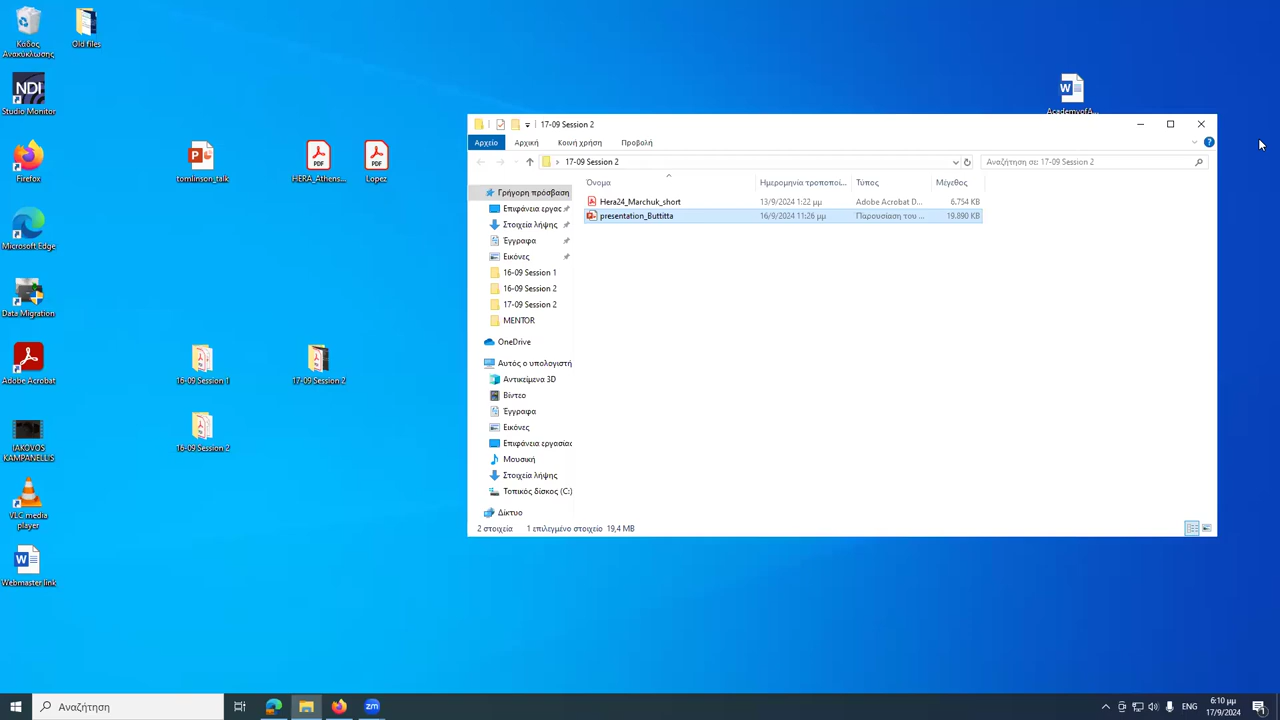 Κάδος
Ανακύκλωσης
Old files
NDI
Studio Monitor
Firefox
tomlinson_talk
HERA_Athens...
Lopez
Microsoft Edge
Data Migration
Adobe Acrobat
16-09 Session 1
17-09 Session 2
IAKOVOS
KAMPANELLIS
16-09 Session 2
VLC media
player
Webmaster link
AcademyofA...
17-09 Session 2
Αρχείο
Αρχική
Κοινή χρήση
Προβολή
17-09 Session 2
Αναζήτηση σε: 17-09 Session 2
Όνομα
Ημερομηνία τροποποί...
Τύπος
Μέγεθος
Hera24_Marchuk_short
13/9/2024 1:22 μμ
Adobe Acrobat D...
6.754 KB
presentation_Buttitta
16/9/2024 11:26 μμ
Παρουσίαση του ...
19.890 KB
Γρήγορη πρόσβαση
Επιφάνεια εργας
Στοιχεία λήψης
Έγγραφα
Εικόνες
16-09 Session 1
16-09 Session 2
17-09 Session 2
MENTOR
OneDrive
Αυτός ο υπολογιστή
Αντικείμενα 3D
Βίντεο
Έγγραφα
Εικόνες
Επιφάνεια εργασίας
Μουσική
Στοιχεία λήψης
Τοπικός δίσκος (C:)
Δίκτυο
2 στοιχεία
1 επιλεγμένο στοιχείο 19,4 MB
Αναζήτηση
zm
ENG
6:10 μμ
17/9/2024